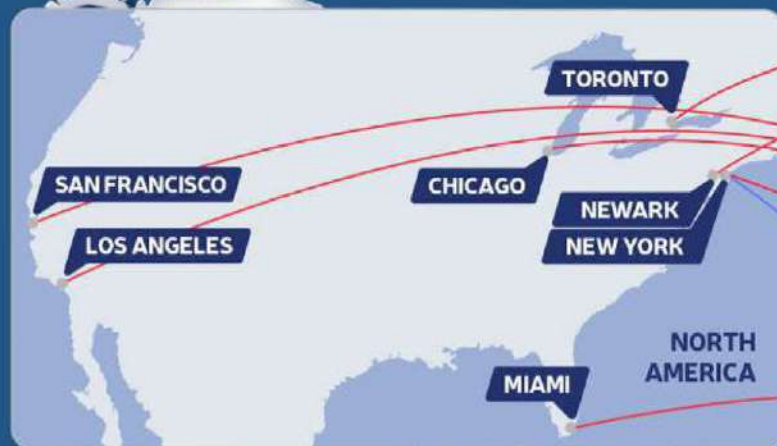 TORONTO
SAN FRANCISCO
CHICAGO
NEWARK
LOS ANGELES
NEW YORK
NORTH
AMERICA
MIAMI